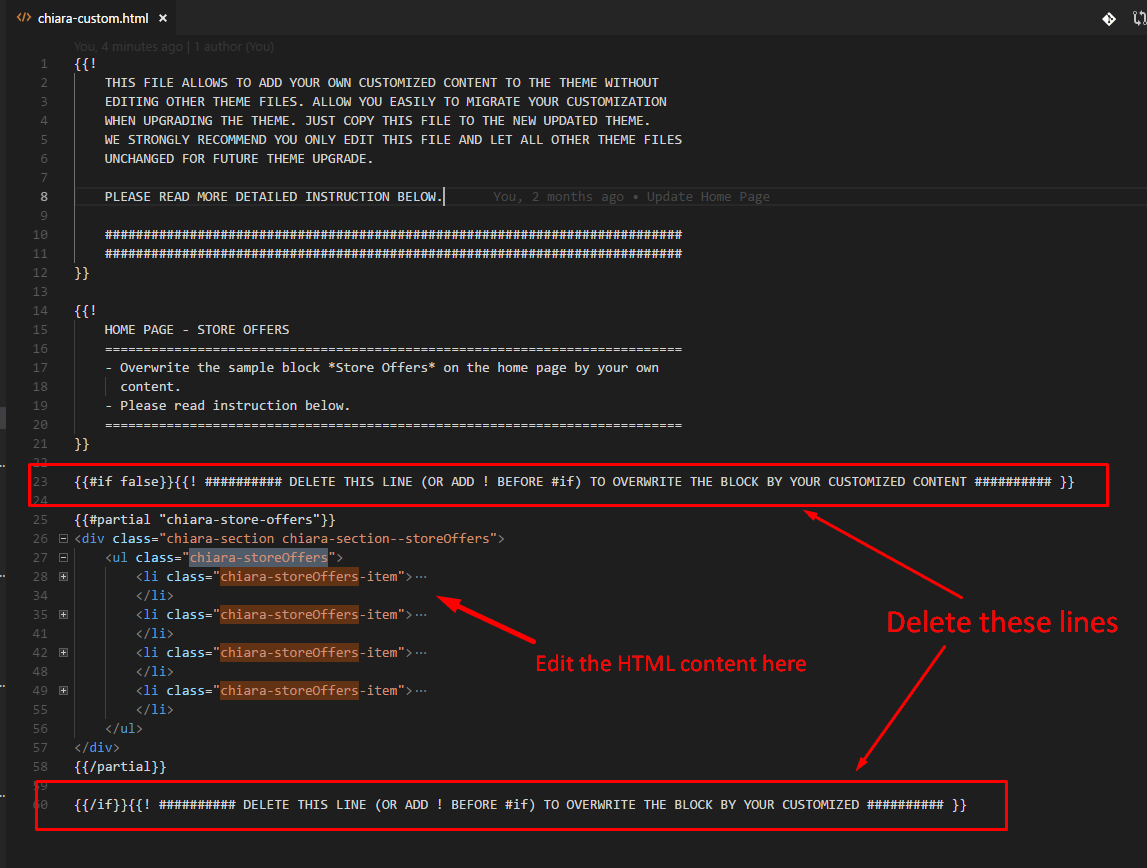 chiara-custom.html
You, 4 minutes ago | 1 author (You)
1 {{!
2 THIS FILE ALLOWS TO ADD YOUR OWN CUSTOMIZED CONTENT TO THE THEME WITHOUT
3 EDITING OTHER THEME FILES. ALLOW YOU EASILY TO MIGRATE YOUR CUSTOMIZATION
4 WHEN UPGRADING THE THEME. JUST COPY THIS FILE TO THE NEW UPDATED THEME.
5 WE STRONGLY RECOMMEND YOU ONLY EDIT THIS FILE AND LET ALL OTHER THEME FILES
6 UNCHANGED FOR FUTURE THEME UPGRADE.
7
8 PLEASE READ MORE DETAILED INSTRUCTION BELOW. You, 2 months ago • Update Home Page
9
10 ###########################################################################
11 ###########################################################################
12 }}
13
14 {{!
15 HOME PAGE - STORE OFFERS
16 ===========================================================================
17 - Overwrite the sample block *Store Offers* on the home page by your own
18 content.
19 - Please read instruction below.
20 ===========================================================================
21 }}
22
23 {{#if false}}{{! ########## DELETE THIS LINE (OR ADD ! BEFORE #if) TO OVERWRITE THE BLOCK BY YOUR CUSTOMIZED CONTENT ########## }}
24
25 {{#partial "chiara-store-offers"}}
26 <div class="chiara-section chiara-section--storeOffers">
27 <ul class="chiara-storeOffers">
28 <li class="chiara-storeOffers-item">...
34 </li>
35 <li class="chiara-storeOffers-item">...
41 </li>
42 <li class="chiara-storeOffers-item">...
48 </li>
49 <li class="chiara-storeOffers-item">...
55 </li>
56 </ul>
57 </div>
58 {{/partial}}
59
60 {{/if}}{{! ########## DELETE THIS LINE (OR ADD ! BEFORE #if) TO OVERWRITE THE BLOCK BY YOUR CUSTOMIZED ########## }}
Delete these lines
Edit the HTML content here